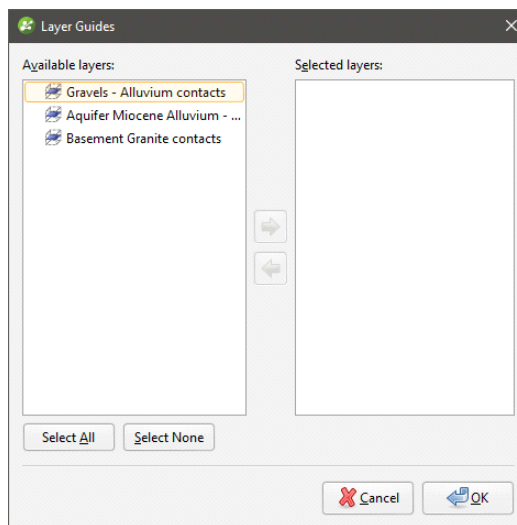 Layer Guides
Available layers:
Selected layers:
Gravels - Alluvium contacts
Aquifer Miocene Alluvium - ...
Basement Granite contacts
Select All
Select None
Cancel
OK